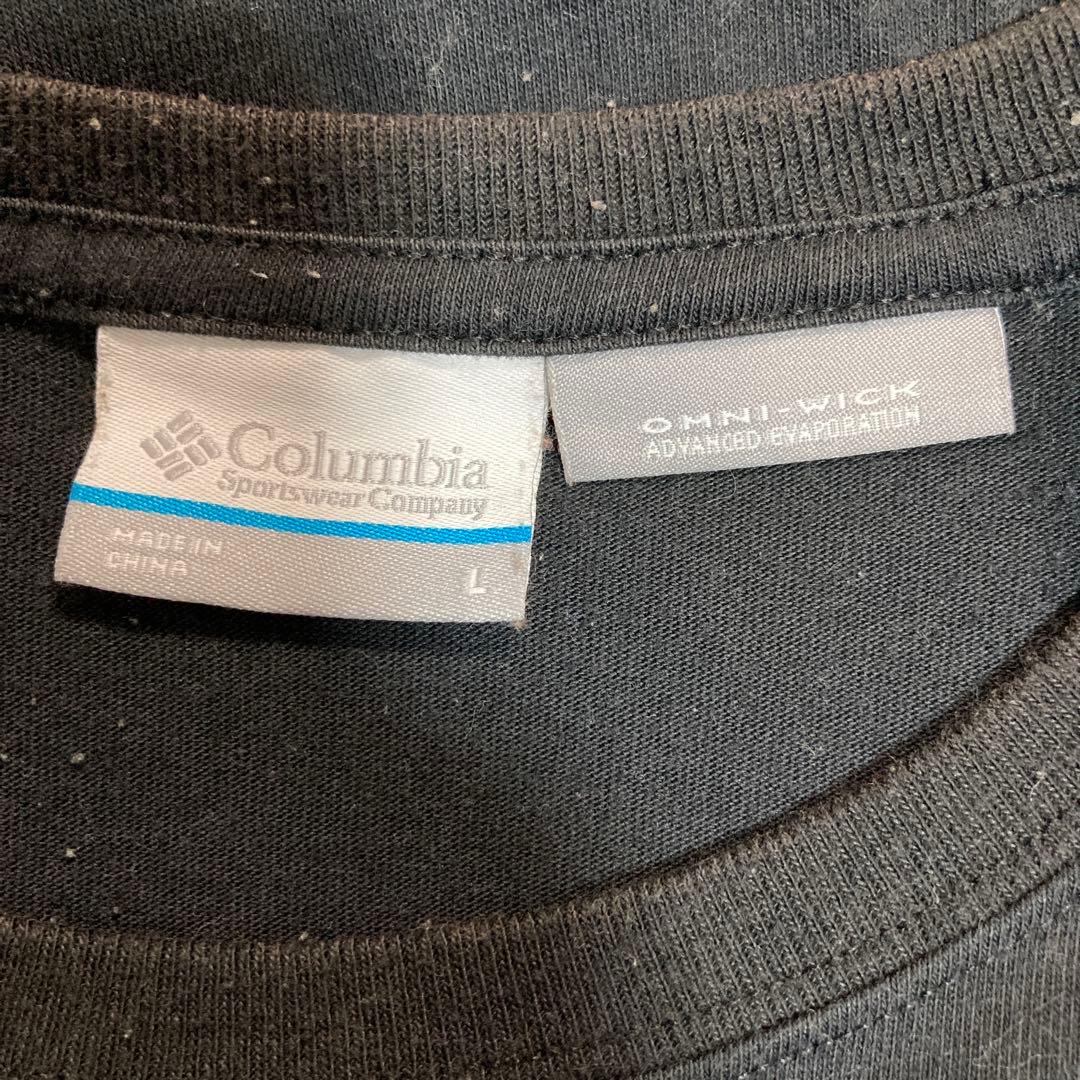 Columbia
Sportswear Company
MADE IN
CHINA
L
OMNI-WICK
ADVANCED EVAPORATION